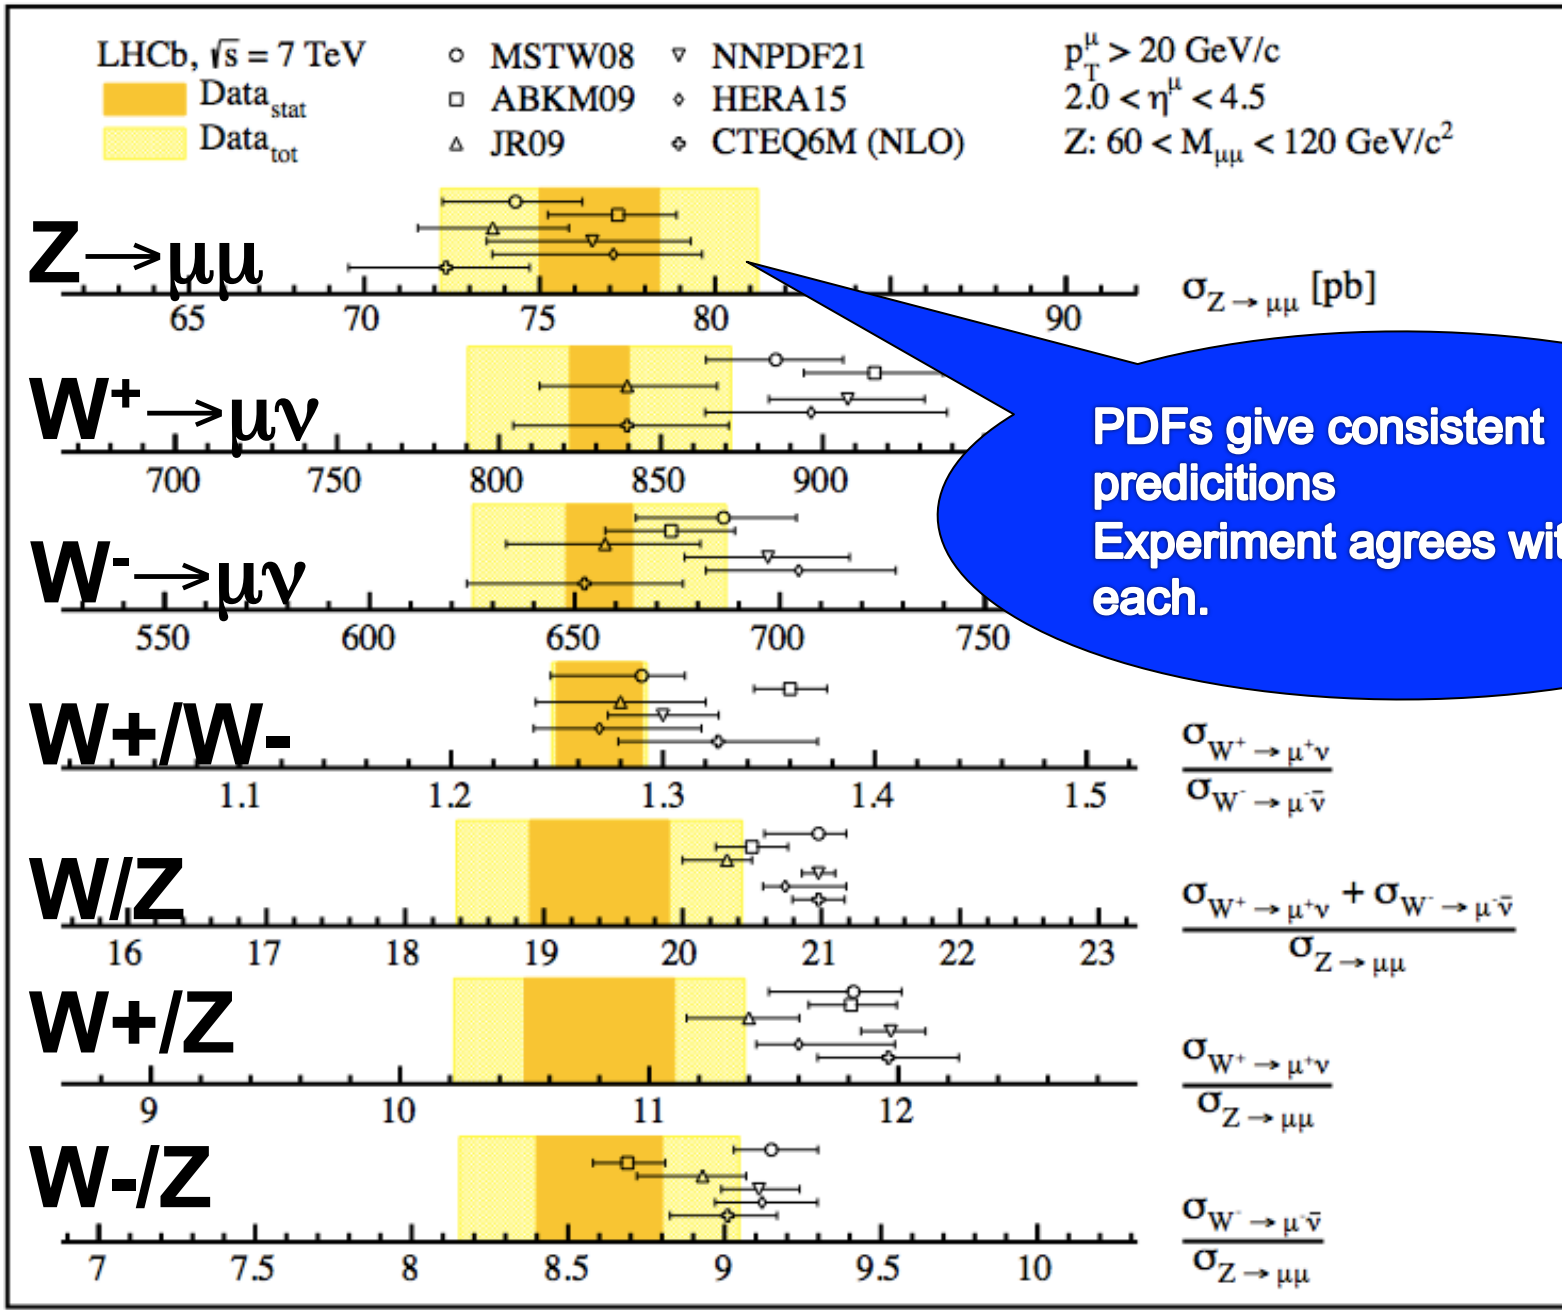 LHCb, √s = 7 TeV
Data_stat
Data_tot
MSTW08
ABKM09
JR09
NNPDF21
HERA15
CTEQ6M (NLO)
p_T^μ > 20 GeV/c
2.0 < η^μ < 4.5
Z: 60 < M_μμ < 120 GeV/c²
Z→μμ
65 70 75 80 90
σ_Z → μμ [pb]
W⁺→μν
700 750 800 850 900
W⁻→μν
550 600 650 700 750
PDFs give consistent
predicitions
Experiment agrees wit
each.
W+/W-
1.1 1.2 1.3 1.4 1.5
σ_W⁺ → μ⁺ν
σ_W⁻ → μ⁻ν̄
W/Z
16 17 18 19 20 21 22 23
σ_W⁺ → μ⁺ν + σ_W⁻ → μ⁻ν̄
σ_Z → μμ
W+/Z
9 10 11 12
σ_W⁺ → μ⁺ν
σ_Z → μμ
W-/Z
7 7.5 8 8.5 9 9.5 10
σ_W⁻ → μ⁻ν̄
σ_Z → μμ